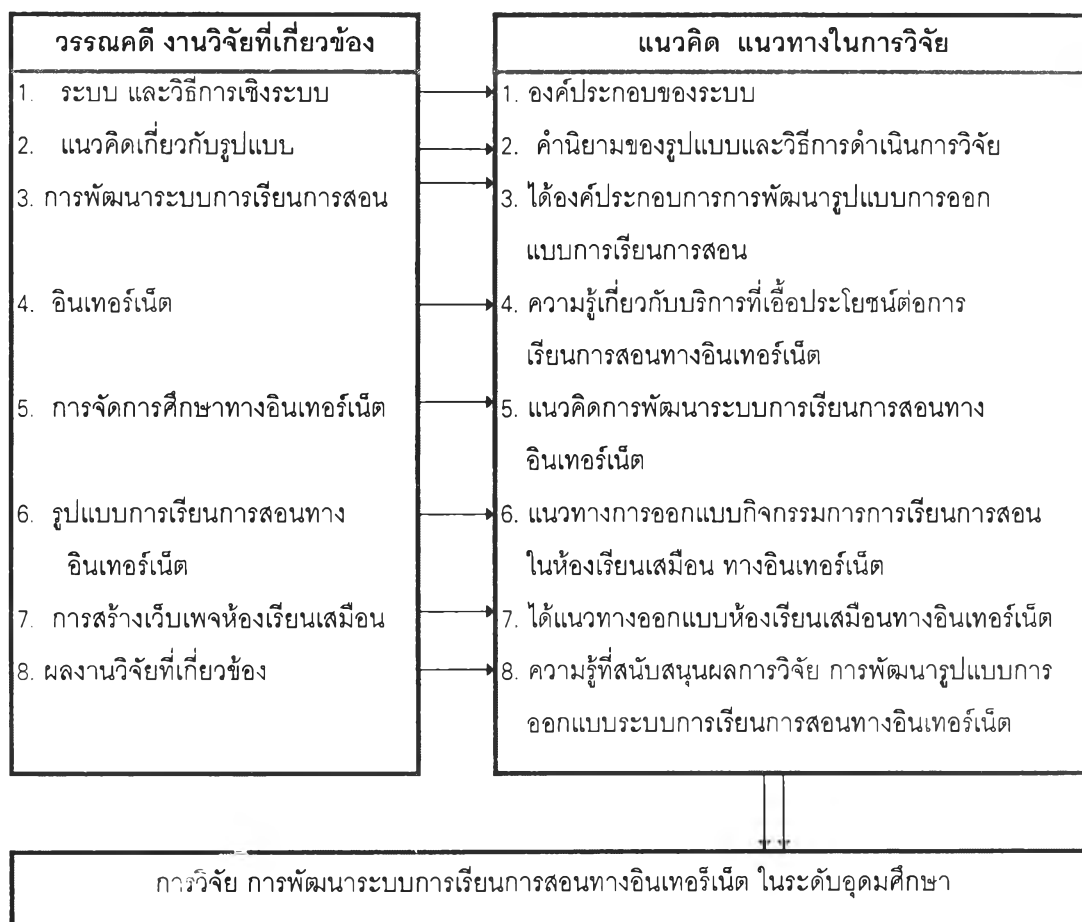 วรรณคดี งานวิจัยที่เกี่ยวข้อง
1. ระบบ และวิธีการเชิงระบบ
2. แนวคิดเกี่ยวกับรูปแบบ
3. การพัฒนาระบบการเรียนการสอน
4. อินเทอร์เน็ต
5. การจัดการศึกษาทางอินเทอร์เน็ต
6. รูปแบบการเรียนการสอนทาง
อินเทอร์เน็ต
7. การสร้างเว็บเพจห้องเรียนเสมือน
8. ผลงานวิจัยที่เกี่ยวข้อง
แนวคิด แนวทางในการวิจัย
1. องค์ประกอบของระบบ
2. คำนิยามของรูปแบบและวิธีการดำเนินการวิจัย
3. ได้องค์ประกอบการการพัฒนารูปแบบการออก
แบบการเรียนการสอน
4. ความรู้เกี่ยวกับบริการที่เอื้อประโยชน์ต่อการ
เรียนการสอนทางอินเทอร์เน็ต
5. แนวคิดการพัฒนาระบบการเรียนการสอนทาง
อินเทอร์เน็ต
6. แนวทางการออกแบบกิจกรรมการการเรียนการสอน
ในห้องเรียนเสมือน ทางอินเทอร์เน็ต
7. ได้แนวทางออกแบบห้องเรียนเสมือนทางอินเทอร์เน็ต
8. ความรู้ที่สนับสนุนผลการวิจัย การพัฒนารูปแบบการ
ออกแบบระบบการเรียนการสอนทางอินเทอร์เน็ต
การวิจัย การพัฒนาระบบการเรียนการสอนทางอินเทอร์เน็ต ในระดับอุดมศึกษา